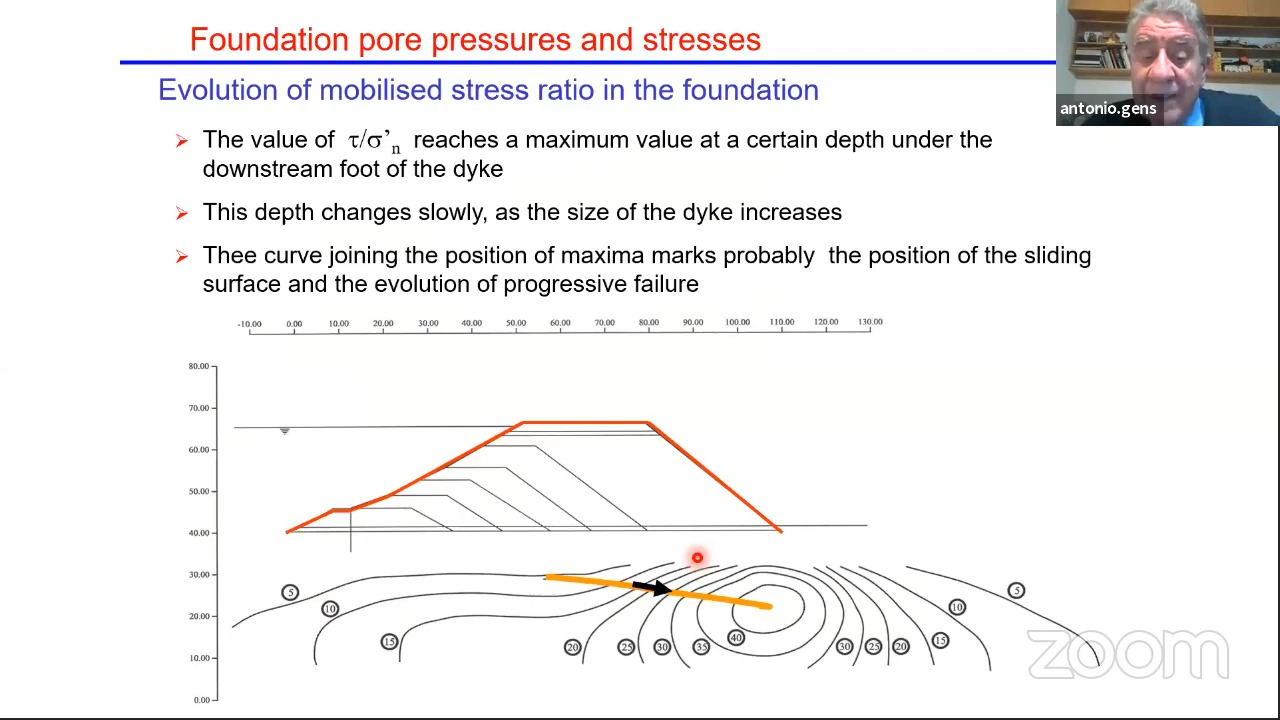 Foundation pore pressures and stresses
antonio.gens
Evolution of mobilised stress ratio in the foundation
The value of τ/σ’n reaches a maximum value at a certain depth under the
downstream foot of the dyke
This depth changes slowly, as the size of the dyke increases
Thee curve joining the position of maxima marks probably the position of the sliding
surface and the evolution of progressive failure
-10.00 0.00 10.00 20.00 30.00 40.00 50.00 60.00 70.00 80.00 90.00 100.00 110.00 120.00 130.00
80.00
70.00
60.00
50.00
40.00
30.00
20.00
10.00
0.00
5 10 15 20 25 30 35 40 30 25 20 15 10 5
zoom